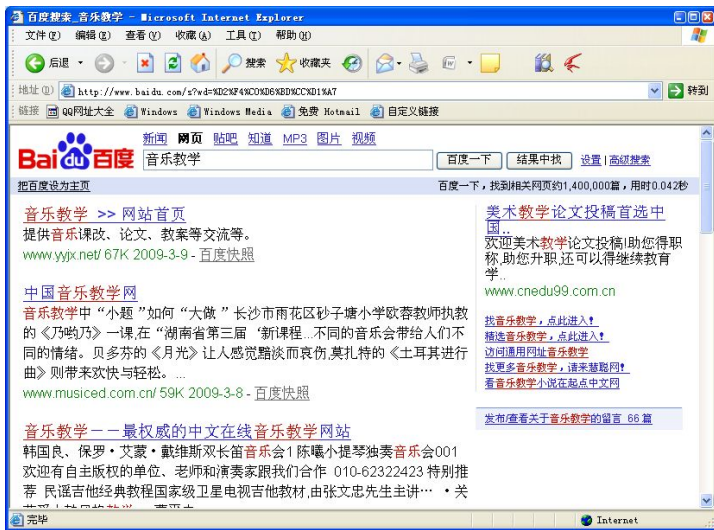 百度搜索_音乐教学 - Microsoft Internet Explorer
文件(F) 编辑(E) 查看(V) 收藏(A) 工具(T) 帮助(H)
后退 搜索 收藏夹
地址(D) http://www.baidu.com/s?wd=%D2%F4%C0%D6%BD%CC%D1%A7 转到
链接 QQ网址大全 Windows Windows Media 免费 Hotmail 自定义链接
新闻 网页 贴吧 知道 MP3 图片 视频
Bai du 百度 音乐教学 百度一下 结果中找 设置|高级搜索
把百度设为主页 百度一下，找到相关网页约1,400,000篇，用时0.042秒
音乐教学 >> 网站首页
提供音乐课改、论文、教案等交流等。
www.yyjx.net/ 67K 2009-3-9 - 百度快照
中国音乐教学网
音乐教学中“小题 ”如何“大做 ” 长沙市雨花区砂子塘小学欧蓉教师执教
的《乃哟乃》一课,在“湖南省第三届‘新课程...不同的音乐会带给人们不
同的情绪。贝多芬的《月光》让人感觉黯淡而哀伤,莫扎特的《土耳其进行
曲》则带来欢快与轻松。...
www.musiced.com.cn/ 59K 2009-3-8 - 百度快照
音乐教学－－最权威的中文在线音乐教学网站
韩国良、保罗·艾蒙·戴维斯双长笛音乐会1 陈曦小提琴独奏音乐会001
欢迎有自主版权的单位、老师和演奏家跟我们合作 010-62322423 特别推
荐 民谣吉他经典教程国家级卫星电视吉他教材,由张文忠先生主讲… ·关
美术教学论文投稿首选中
国..
欢迎美术教学论文投稿!助您得职
称,助您升职,还可以得继续教育
学..
www.cnedu99.com.cn
找音乐教学，点此进入！
精选音乐教学，点此进入！
访问通用网址音乐教学
找更多音乐教学，请来慧聪网！
看音乐教学小说在起点中文网
发布/查看关于音乐教学的留言 66 篇
完毕 Internet